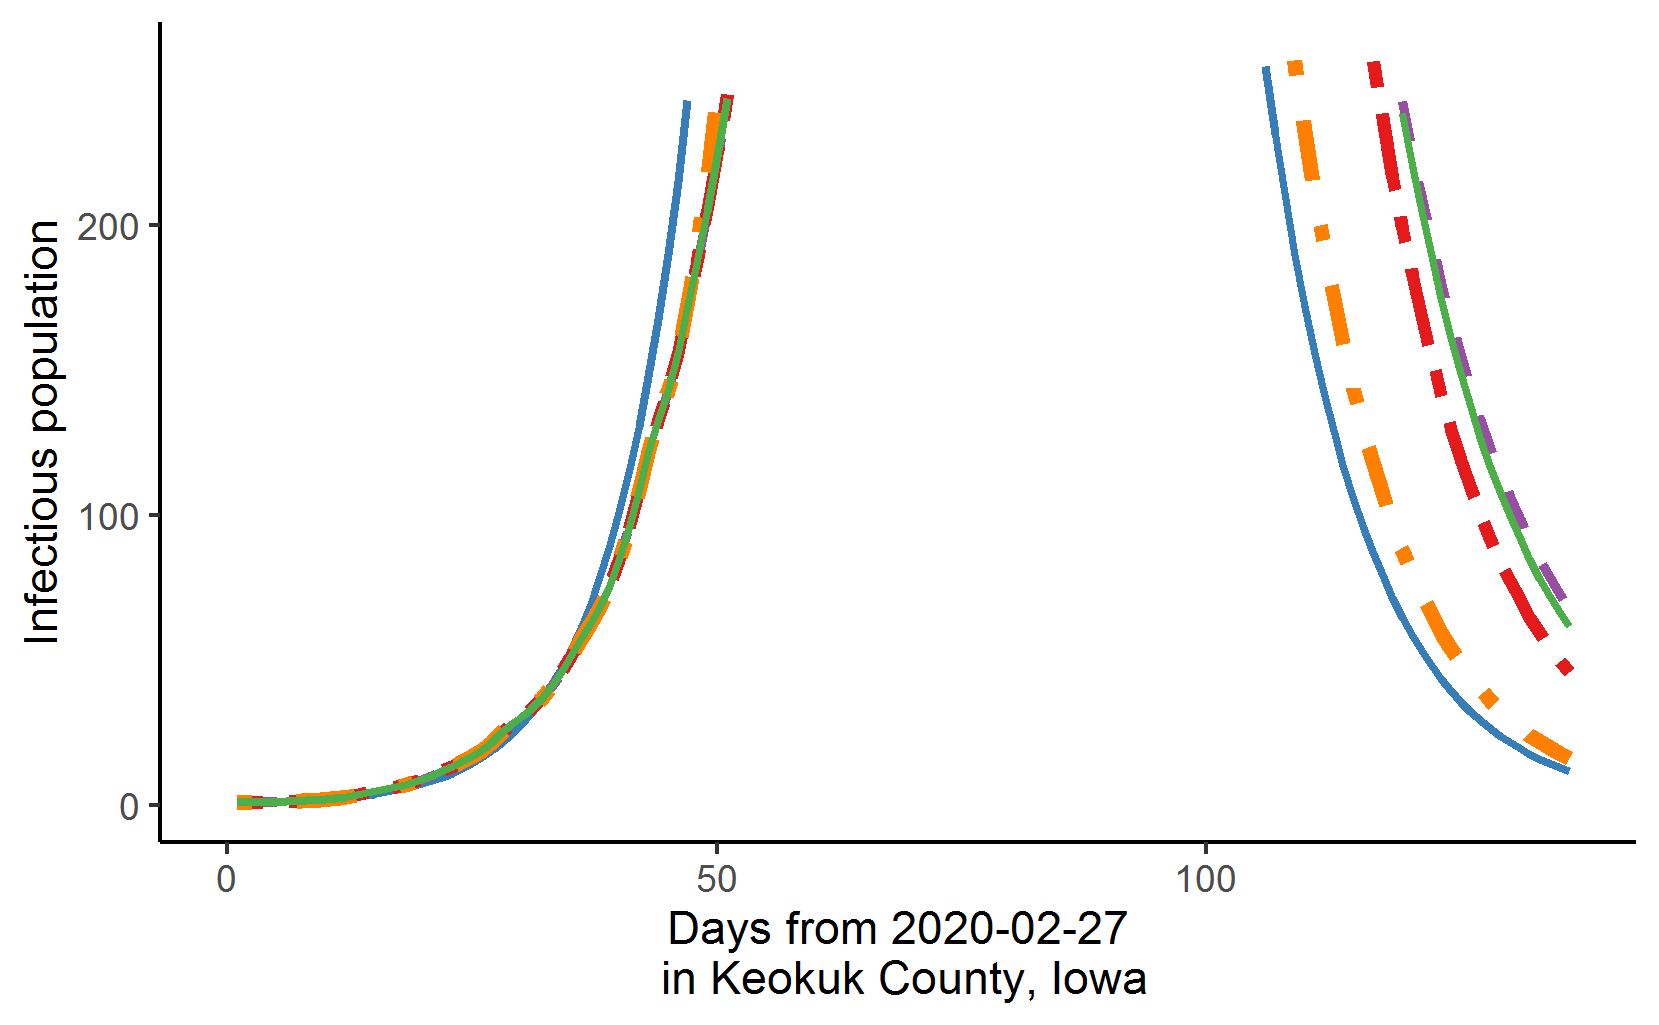 Infectious population
200
100
0
0
50
100
Days from 2020-02-27
in Keokuk County, Iowa